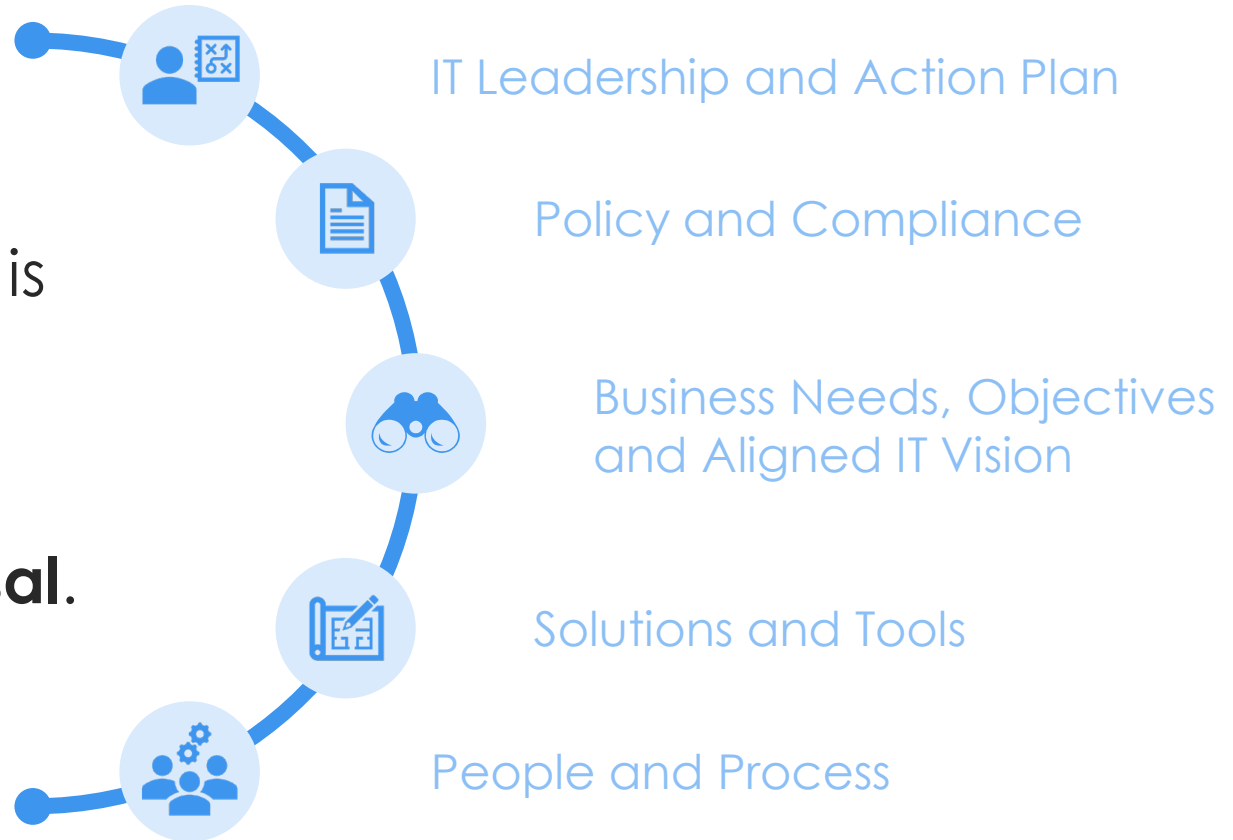 IT Leadership and Action Plan
Policy and Compliance
is
Business Needs, Objectives
and Aligned IT Vision
al.
Solutions and Tools
People and Process